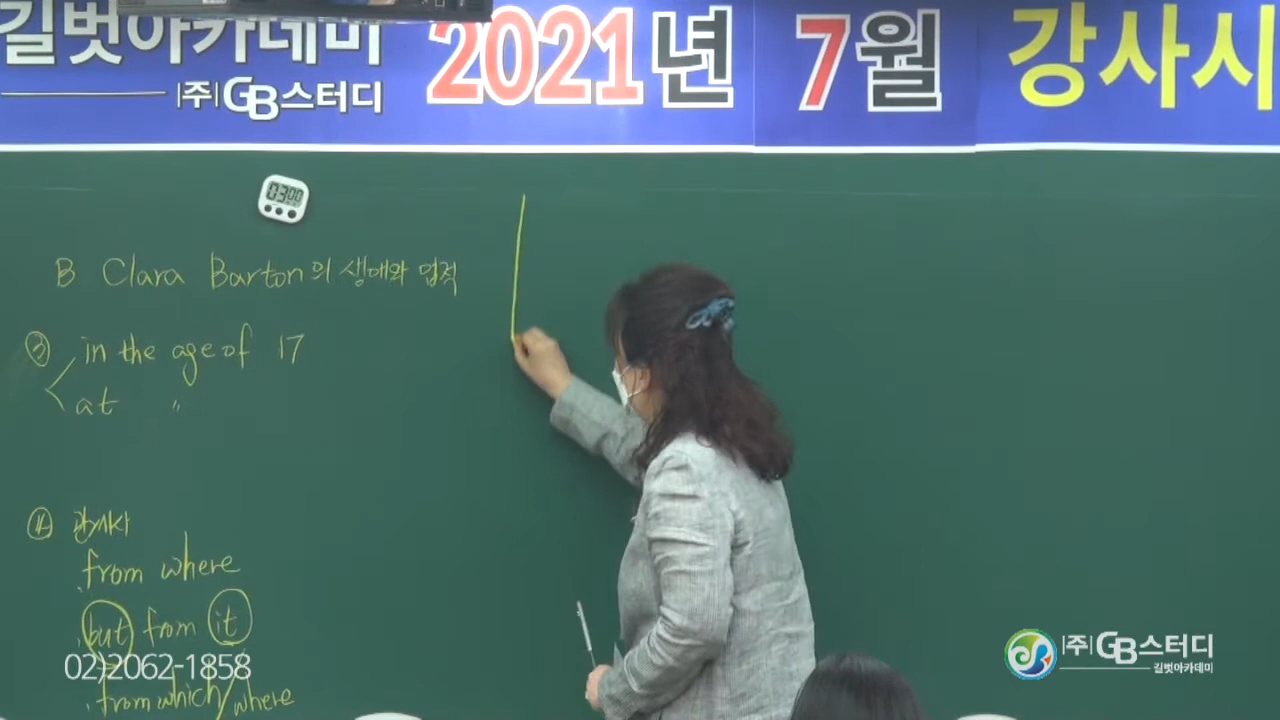 길벗아카데미
|주|GB스터디
2021년 7월 강사시
03:00
B Clara Barton의 생애와 업적
③ in the age of 17
at 〃
④ 관계사
from where
but from it
02)2062-1858
from which/where
|주|GB스터디
길벗아카데미